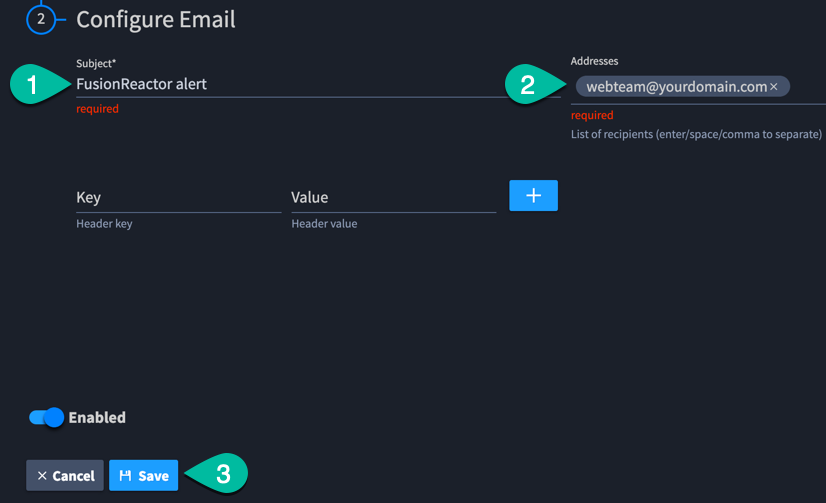 2 Configure Email
Subject*
Addresses
1 FusionReactor alert
2 webteam@yourdomain.com ×
required
required
List of recipients (enter/space/comma to separate)
Key
Value
+
Header key
Header value
Enabled
× Cancel
Save
3